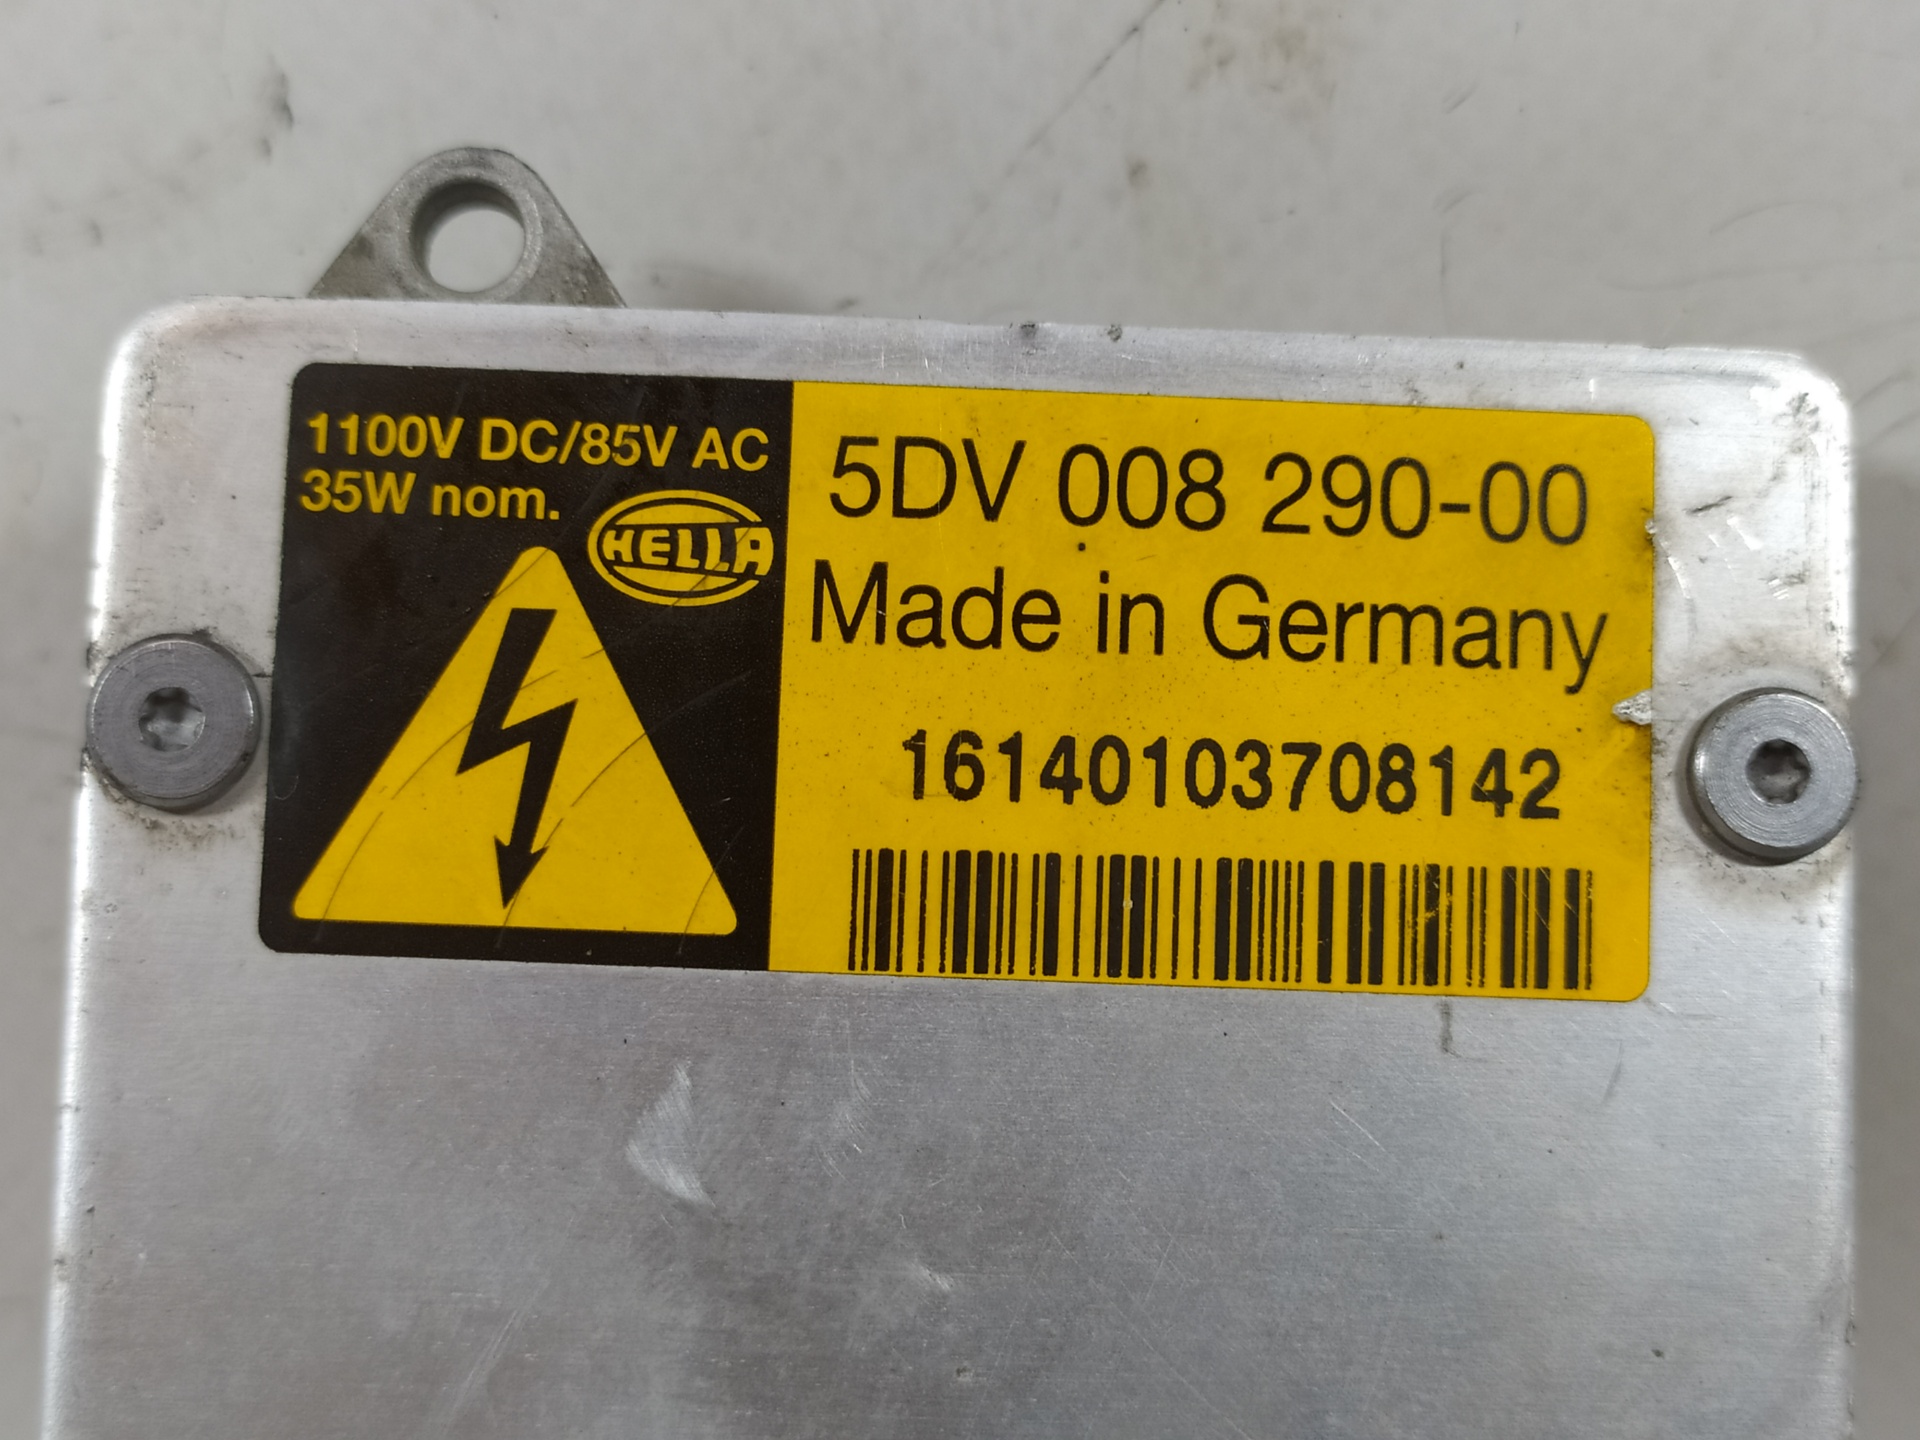 1100V DC/85V AC
35W nom.
HELLA
5DV 008 290-00
Made in Germany
16140103708142